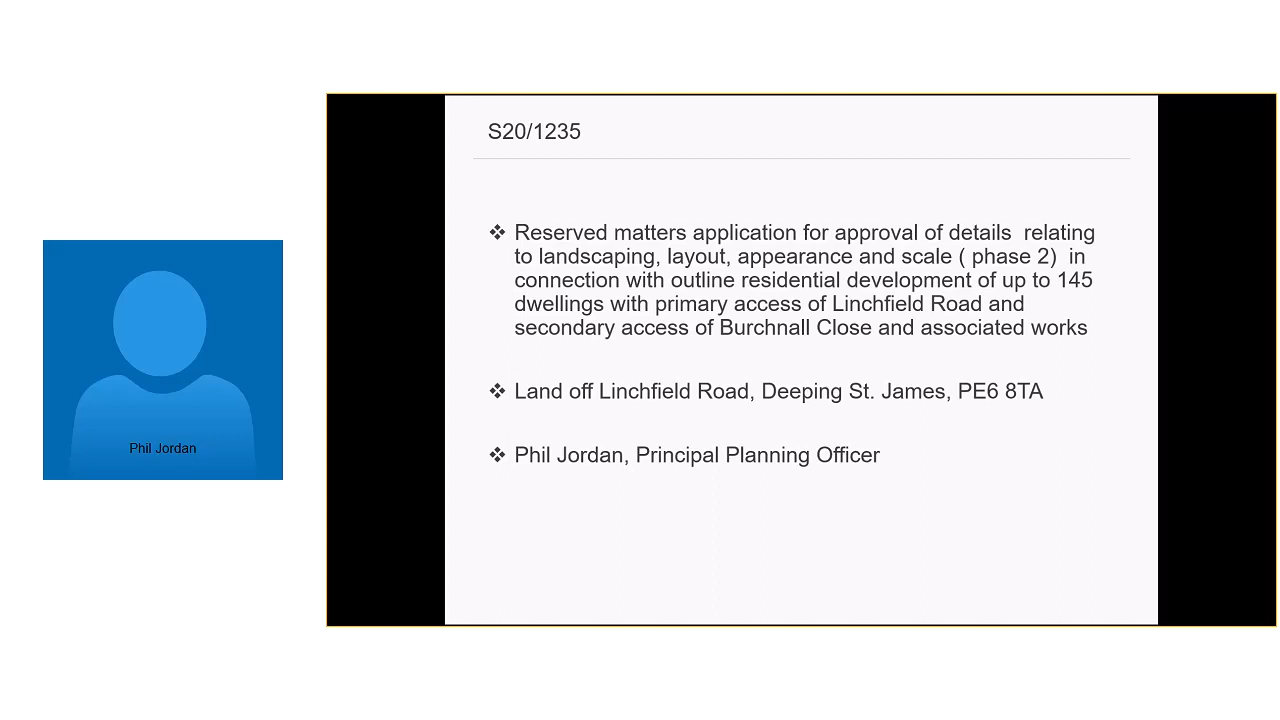 S20/1235
❖ Reserved matters application for approval of details  relating
to landscaping, layout, appearance and scale ( phase 2)  in
connection with outline residential development of up to 145
dwellings with primary access of Linchfield Road and
secondary access of Burchnall Close and associated works
❖ Land off Linchfield Road, Deeping St. James, PE6 8TA
❖ Phil Jordan, Principal Planning Officer
Phil Jordan